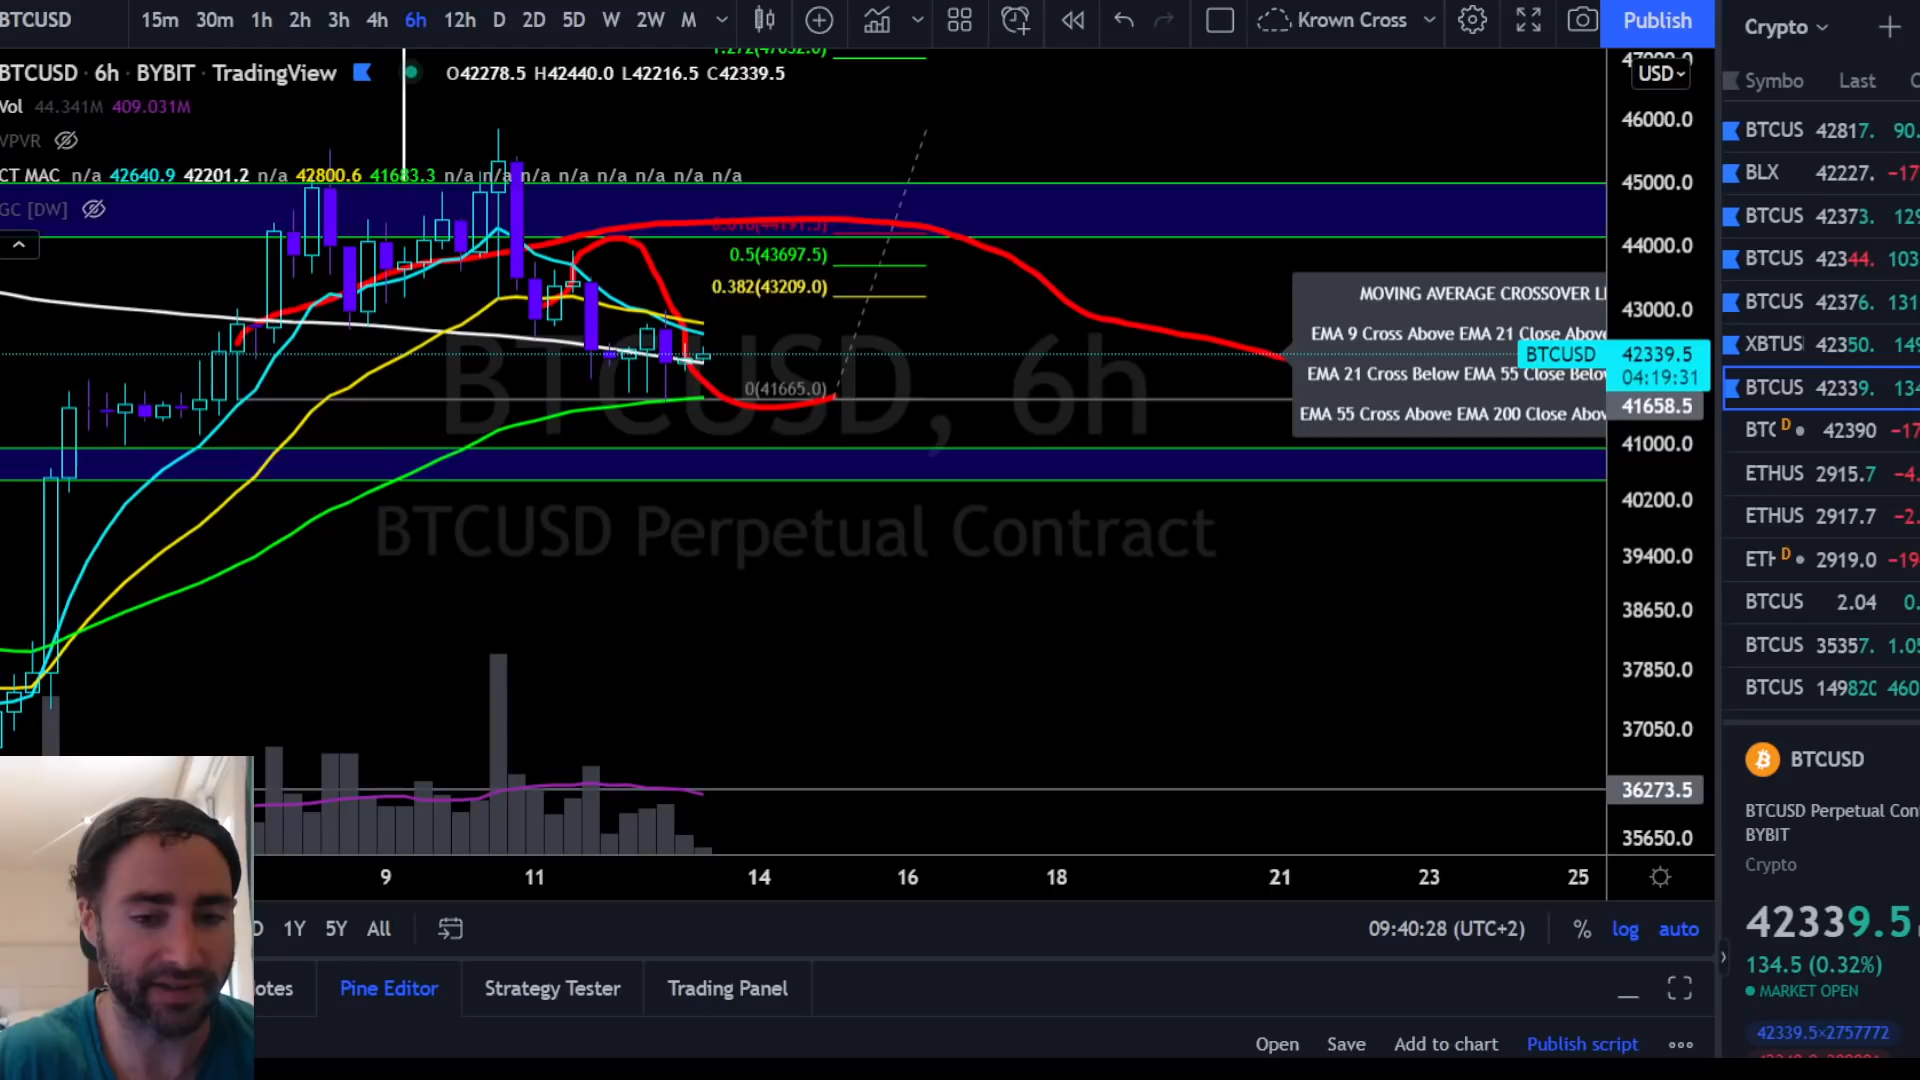 BTCUSD 15m 30m 1h 2h 3h 4h 6h 12h D 2D 5D W 2W M Krown Cross Publish
Crypto
BTCUSD · 6h · BYBIT · TradingView O42278.5 H42440.0 L42216.5 C42339.5
Vol 44.341M 409.031M
VPVR
CT MAC n/a 42640.9 42201.2 n/a 42800.6 41683.3 n/a n/a n/a n/a n/a n/a n/a n/a
GC [DW]
0.5(43697.5)
0.382(43209.0)
0(41665.0)
BTCUSD, 6h
BTCUSD Perpetual Contract
MOVING AVERAGE CROSSOVER
EMA 9 Cross Above EMA 21 Close Above
EMA 21 Cross Below EMA 55 Close Below
EMA 55 Cross Above EMA 200 Close Abov
USD
46000.0
45000.0
44000.0
43000.0
BTCUSD 42339.5
04:19:31
41658.5
41000.0
40200.0
39400.0
38650.0
37850.0
37050.0
36273.5
35650.0
9 11 14 16 18 21 23 25
1Y 5Y All
09:40:28 (UTC+2) % log auto
otes Pine Editor Strategy Tester Trading Panel
Open Save Add to chart Publish script
Symbo Last C
BTCUS 42817. 90.
BLX 42227. −17
BTCUS 42373. 129
BTCUS 42344. 103
BTCUS 42376. 131
XBTUS 42350. 149
BTCUS 42339. 134
BTC D 42390 −17
ETHUS 2915.7 −4.
ETHUS 2917.7 −2.
ETH D 2919.0 −19
BTCUS 2.04 0.
BTCUS 35357. 1.05
BTCUS 14982C 460
BTCUSD
BTCUSD Perpetual Con
BYBIT
Crypto
42339.5
134.5 (0.32%)
MARKET OPEN
42339.5×2757772